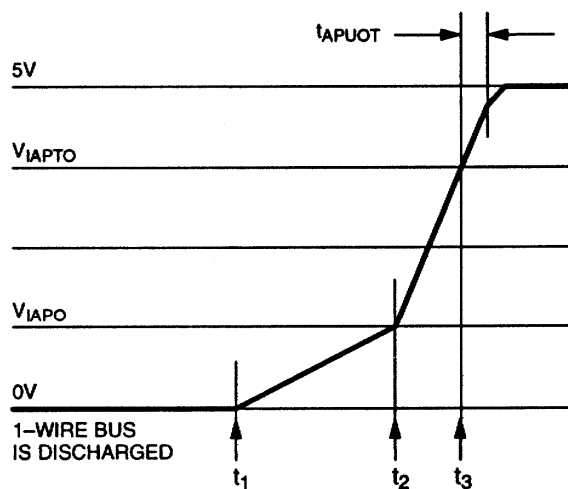 tAPUOT
5V
VIAPTO
VIAPO
0V
1–WIRE BUS
IS DISCHARGED
t1
t2
t3